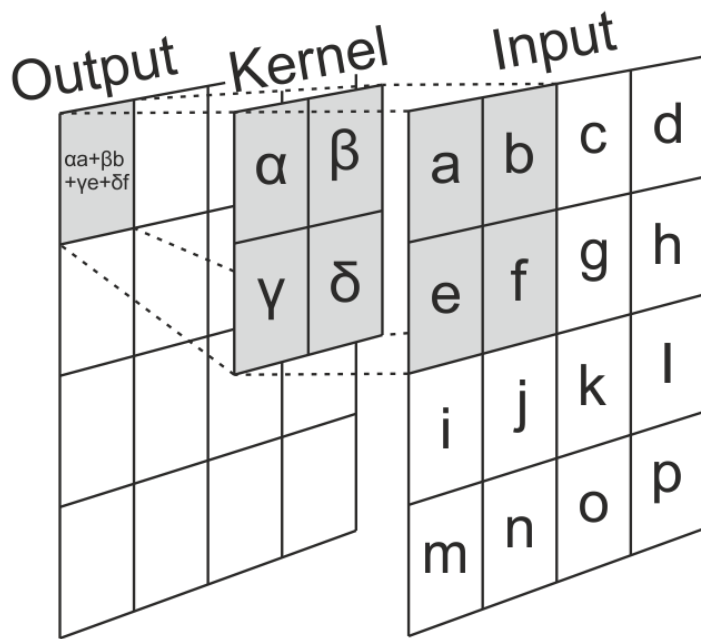 Output Kernel Input
αa+βb
+γe+δf
α β
γ δ
a b c d
e f g h
i j k l
m n o p